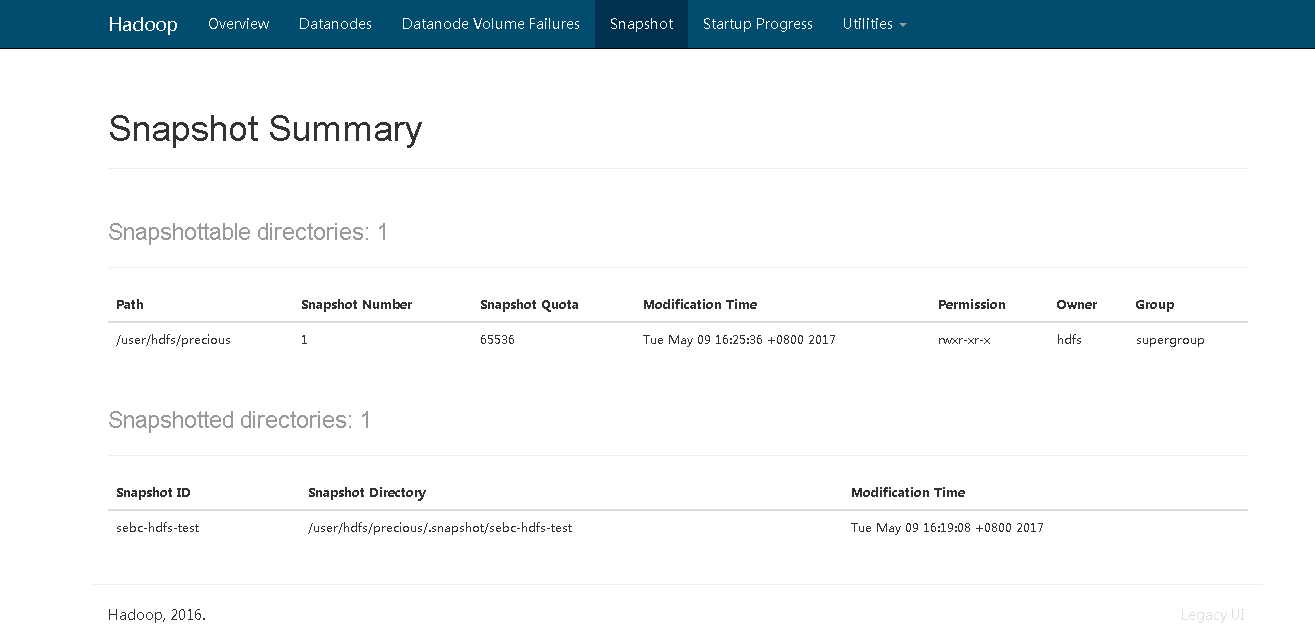 Hadoop Overview Datanodes Datanode Volume Failures Snapshot Startup Progress Utilities
Snapshot Summary
Snapshottable directories: 1
Path Snapshot Number Snapshot Quota Modification Time Permission Owner Group
/user/hdfs/precious 1 65536 Tue May 09 16:25:36 +0800 2017 rwxr-xr-x hdfs supergroup
Snapshotted directories: 1
Snapshot ID Snapshot Directory Modification Time
sebc-hdfs-test /user/hdfs/precious/.snapshot/sebc-hdfs-test Tue May 09 16:19:08 +0800 2017
Hadoop, 2016. Legacy UI